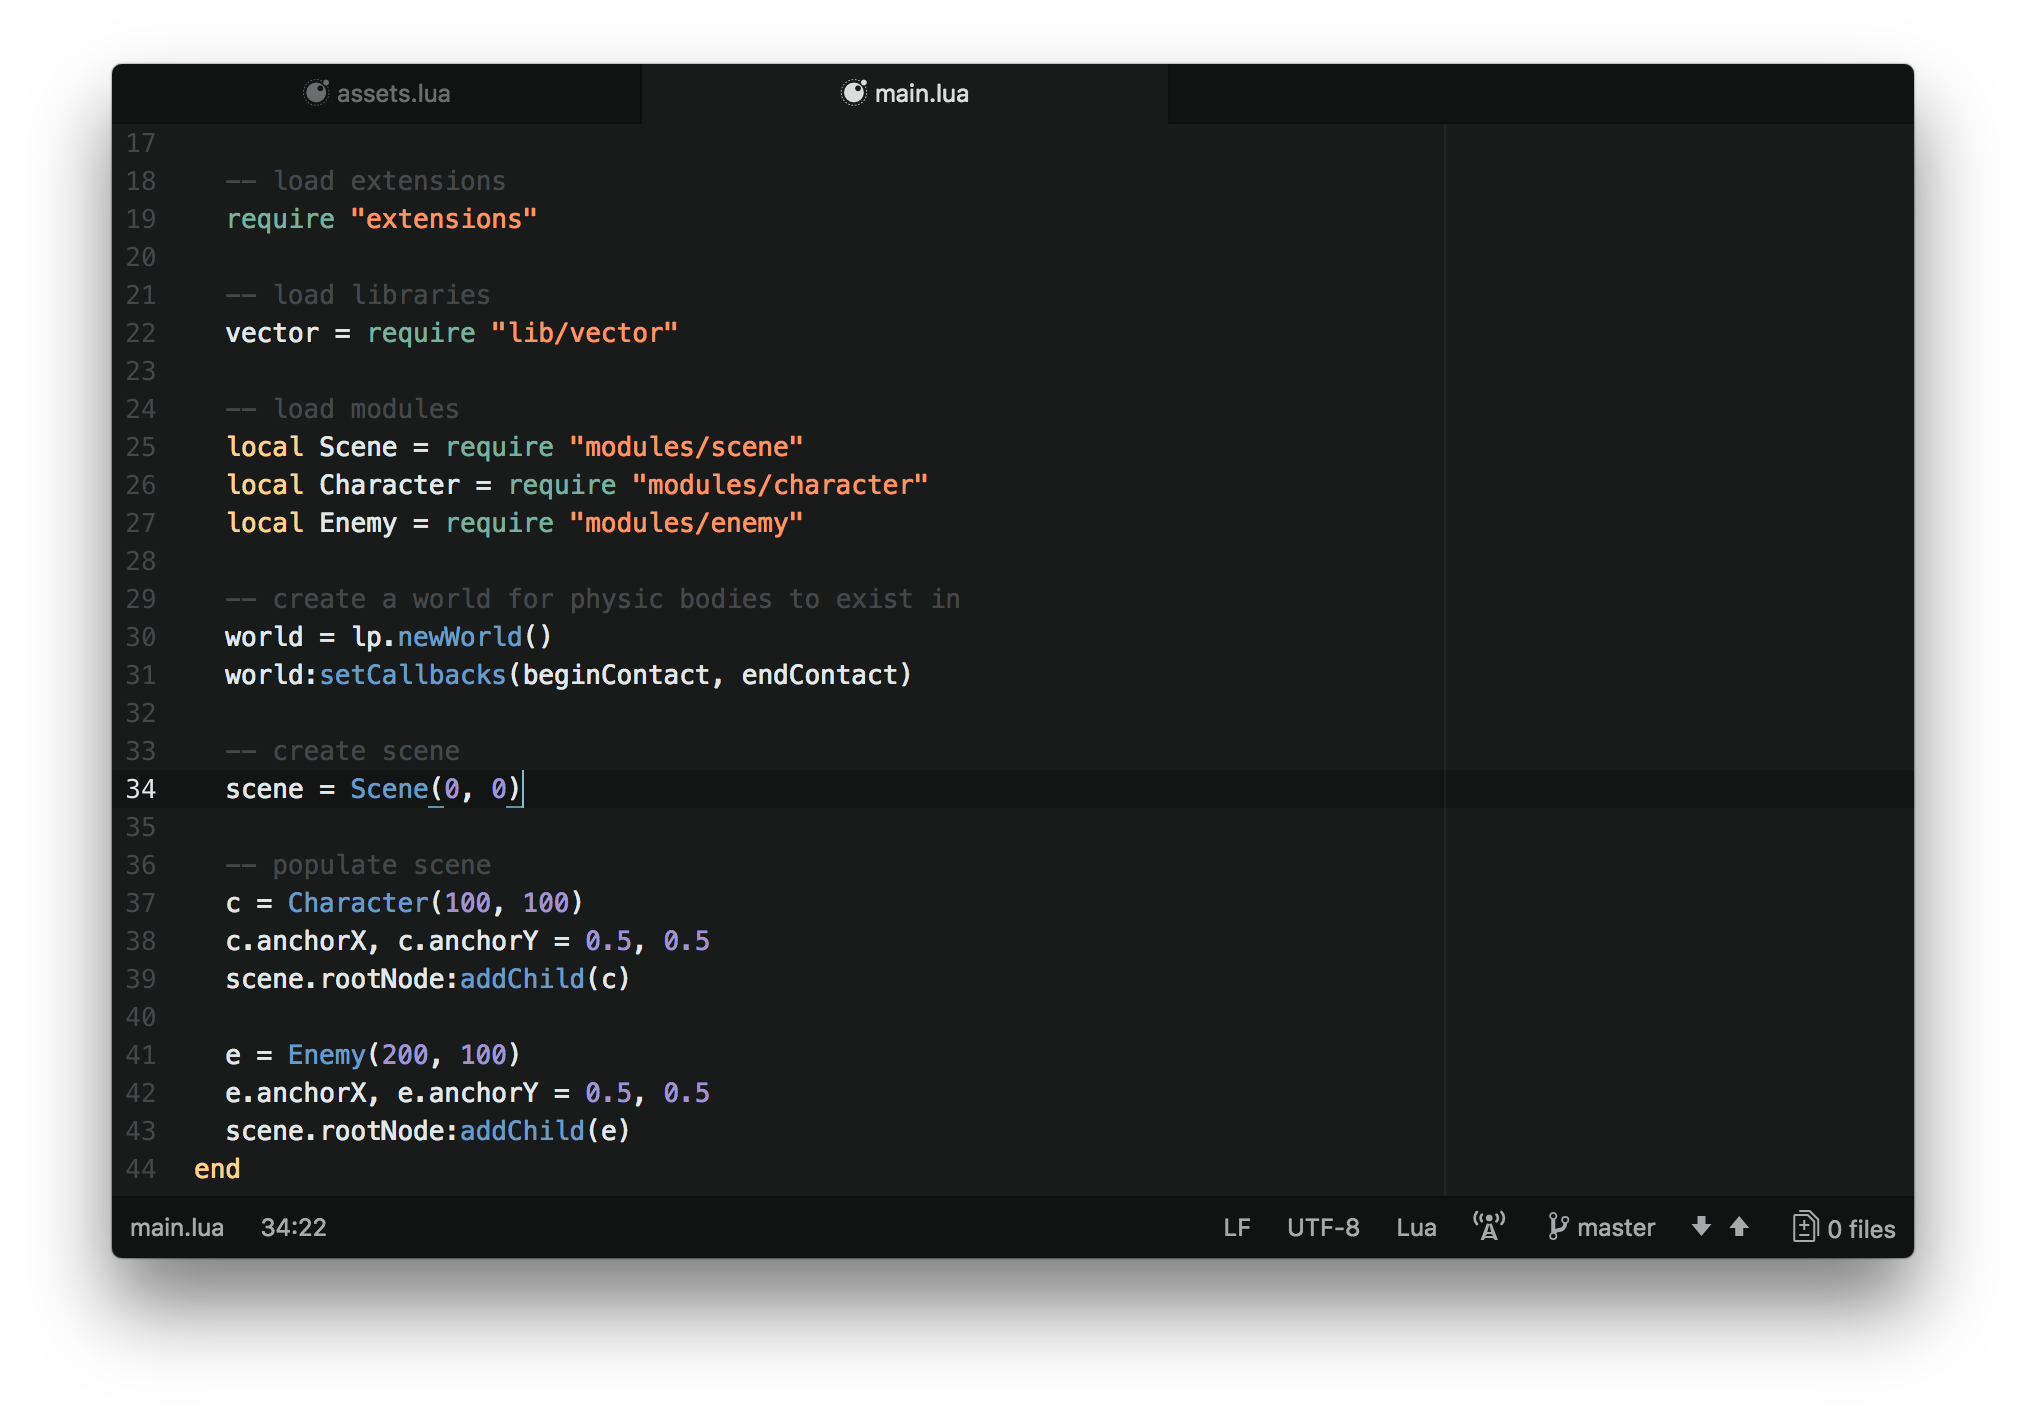 assets.lua
main.lua
17
18 -- load extensions
19 require "extensions"
20
21 -- load libraries
22 vector = require "lib/vector"
23
24 -- load modules
25 local Scene = require "modules/scene"
26 local Character = require "modules/character"
27 local Enemy = require "modules/enemy"
28
29 -- create a world for physic bodies to exist in
30 world = lp.newWorld()
31 world:setCallbacks(beginContact, endContact)
32
33 -- create scene
34 scene = Scene(0, 0)
35
36 -- populate scene
37 c = Character(100, 100)
38 c.anchorX, c.anchorY = 0.5, 0.5
39 scene.rootNode:addChild(c)
40
41 e = Enemy(200, 100)
42 e.anchorX, e.anchorY = 0.5, 0.5
43 scene.rootNode:addChild(e)
44 end
main.lua 34:22 LF UTF-8 Lua master 0 files